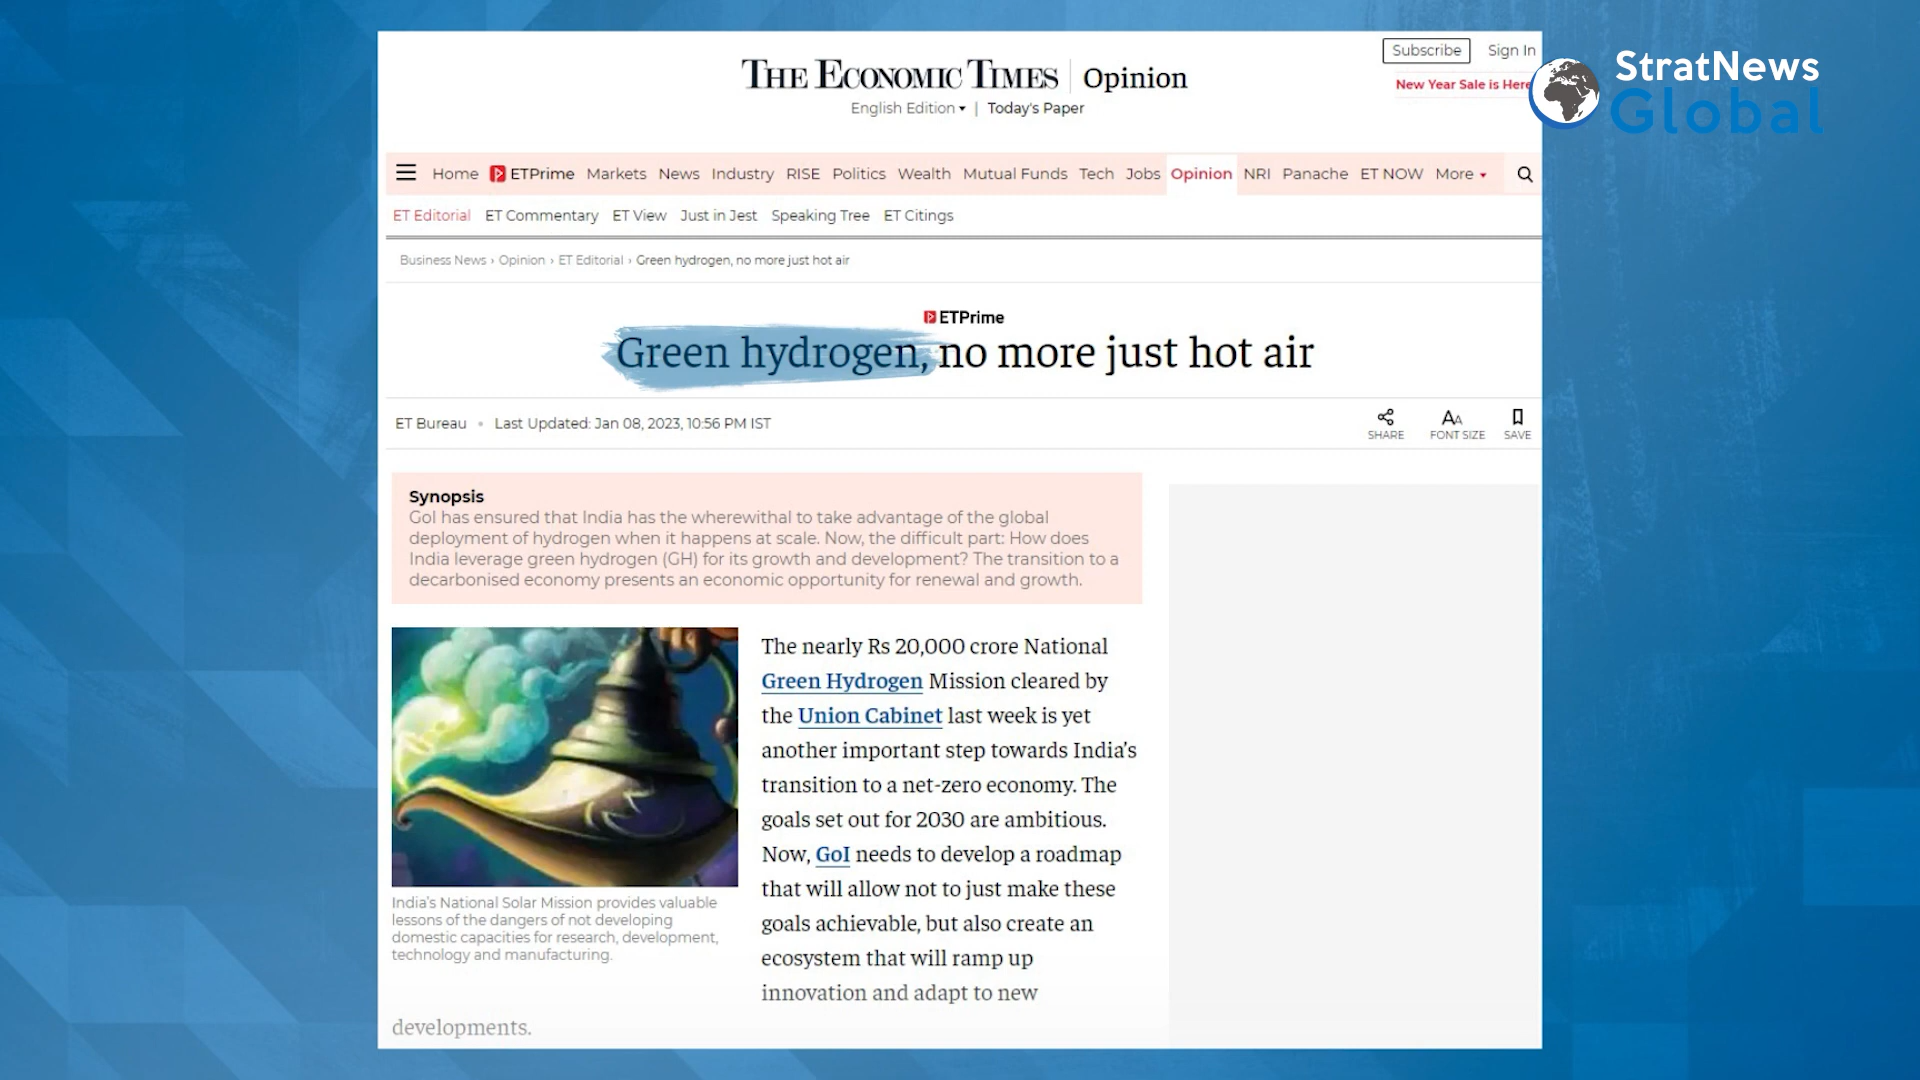 Subscribe Sign In
THE ECONOMIC TIMES Opinion
New Year Sale is Here
StratNews
Global
English Edition | Today's Paper
Home ETPrime Markets News Industry RISE Politics Wealth Mutual Funds Tech Jobs Opinion NRI Panache ET NOW More
ET Editorial ET Commentary ET View Just in Jest Speaking Tree ET Citings
Business News › Opinion › ET Editorial › Green hydrogen, no more just hot air
ETPrime
Green hydrogen, no more just hot air
ET Bureau • Last Updated: Jan 08, 2023, 10:56 PM IST
SHARE FONT SIZE SAVE
Synopsis
GoI has ensured that India has the wherewithal to take advantage of the global
deployment of hydrogen when it happens at scale. Now, the difficult part: How does
India leverage green hydrogen (GH) for its growth and development? The transition to a
decarbonised economy presents an economic opportunity for renewal and growth.
India's National Solar Mission provides valuable
lessons of the dangers of not developing
domestic capacities for research, development,
technology and manufacturing.
The nearly Rs 20,000 crore National
Green Hydrogen Mission cleared by
the Union Cabinet last week is yet
another important step towards India's
transition to a net-zero economy. The
goals set out for 2030 are ambitious.
Now, GoI needs to develop a roadmap
that will allow not to just make these
goals achievable, but also create an
ecosystem that will ramp up
innovation and adapt to new
developments.